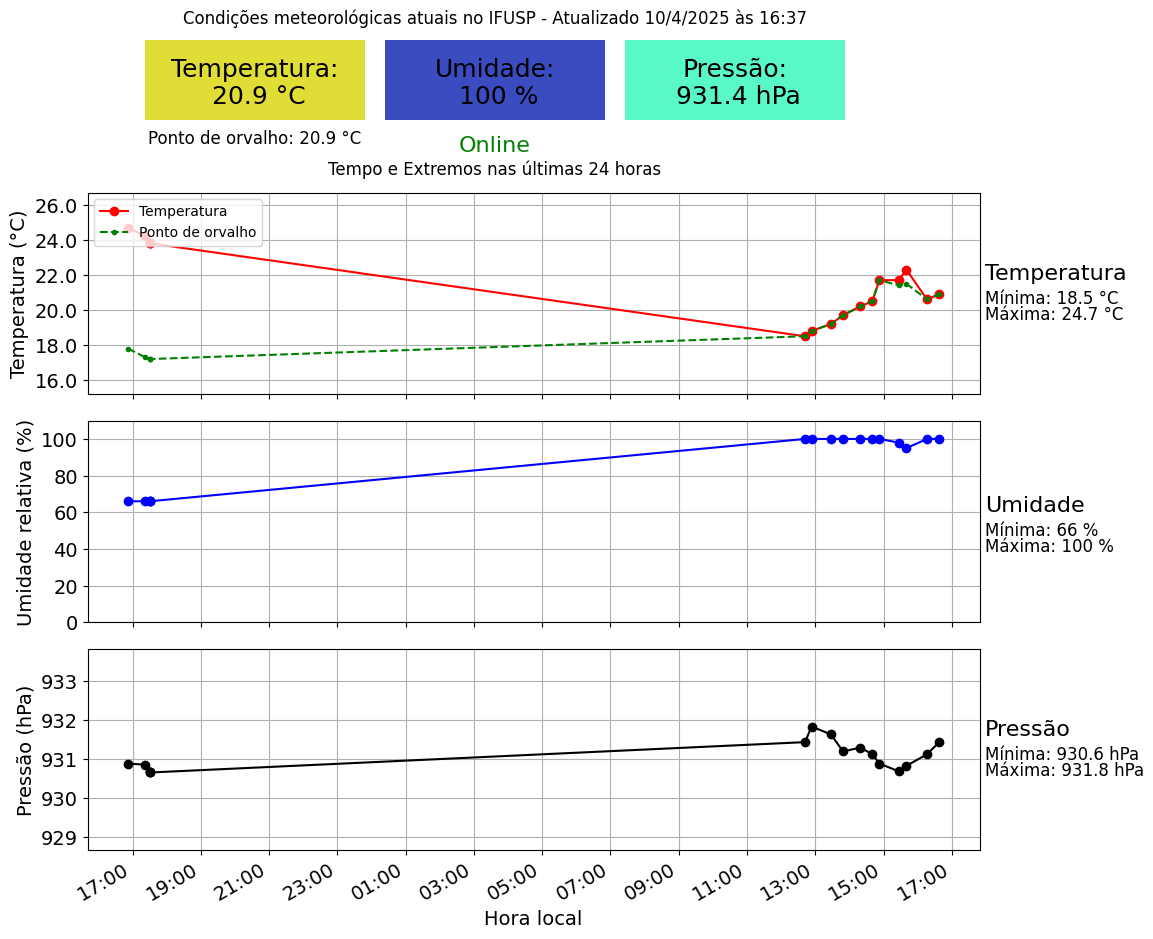 Condições meteorológicas atuais no IFUSP - Atualizado 10/4/2025 às 16:37
Temperatura:
20.9 °C
Umidade:
100 %
Pressão:
931.4 hPa
Ponto de orvalho: 20.9 °C
Online
Tempo e Extremos nas últimas 24 horas
Temperatura (°C)
26.0
24.0
22.0
20.0
18.0
16.0
Temperatura
Ponto de orvalho
Temperatura
Mínima: 18.5 °C
Máxima: 24.7 °C
Umidade relativa (%)
100
80
60
40
20
0
Umidade
Mínima: 66 %
Máxima: 100 %
Pressão (hPa)
933
932
931
930
929
Pressão
Mínima: 930.6 hPa
Máxima: 931.8 hPa
17:00 19:00 21:00 23:00 01:00 03:00 05:00 07:00 09:00 11:00 13:00 15:00 17:00
Hora local